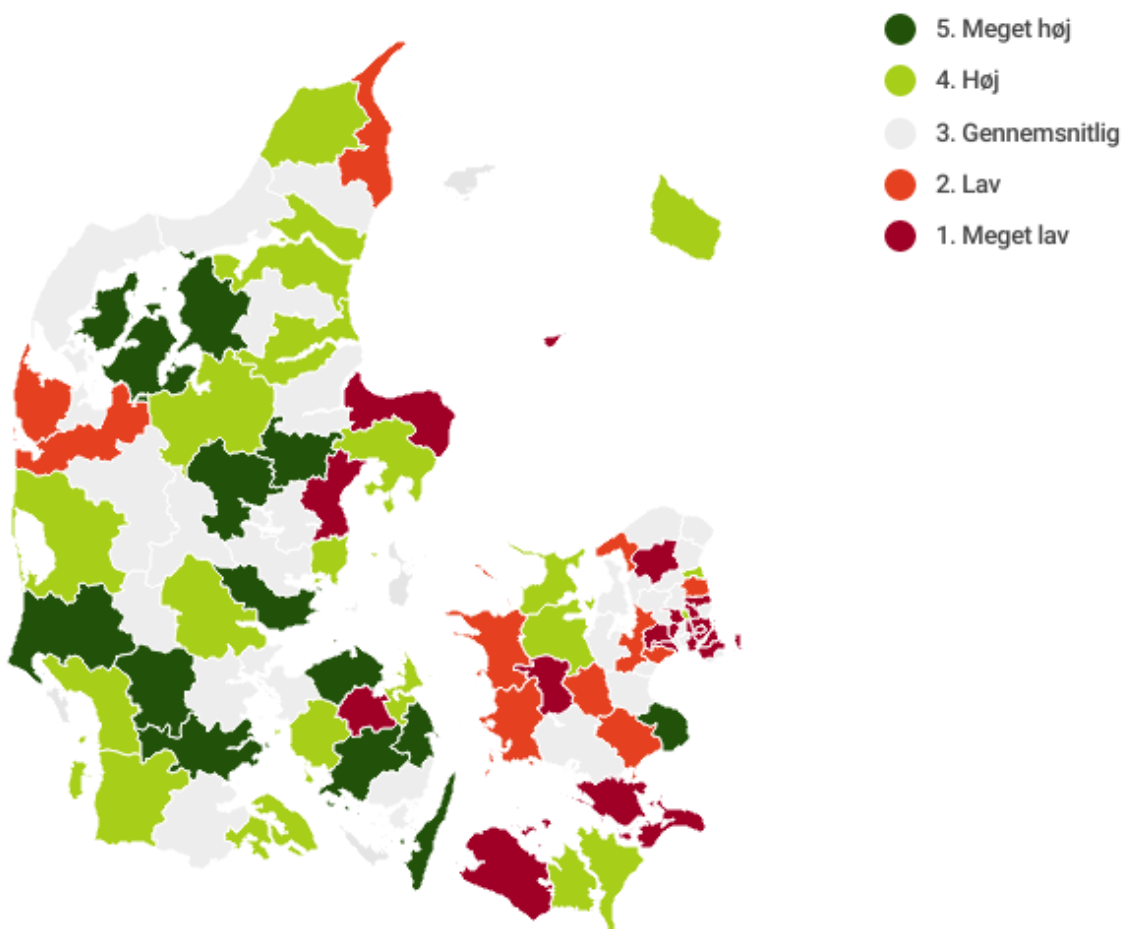 5. Meget høj
4. Høj
3. Gennemsnitlig
2. Lav
1. Meget lav